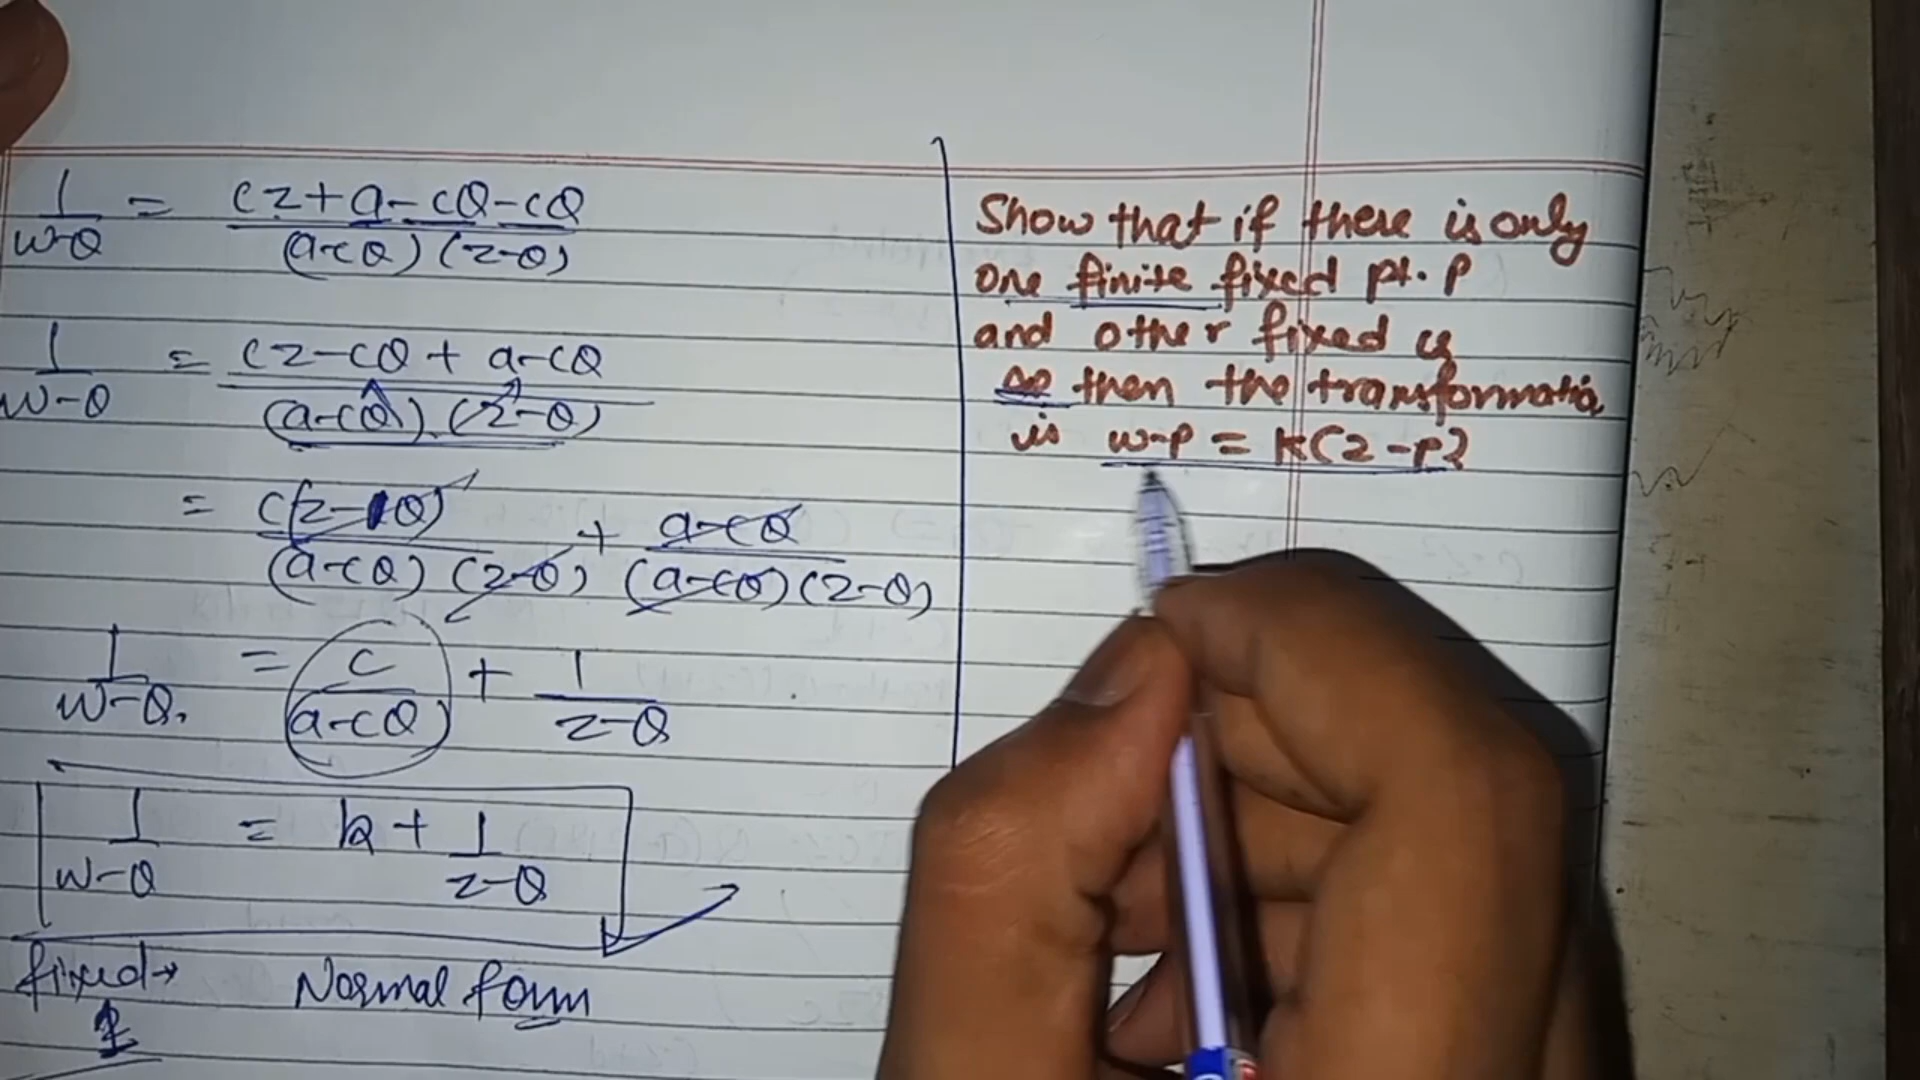 1/w-Q = cz+a-cQ-cQ/(a-cQ)(z-Q)
1/w-Q = cz-cQ+a-cQ/(a-cQ).(z-Q)
= c(z-Q)/(a-cQ)(z-Q) + a-cQ/(a-cQ)(z-Q)
1/w-Q. = c/a-cQ + 1/z-Q
1/w-Q = k + 1/z-Q
fixed→ Normal form
1
Show that if there is only
one finite fixed pt. p
and other fixed is
∞ then the transformatio
is w-p = k(z-p)